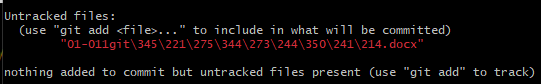 Untracked files:
(use "git add <file>..." to include in what will be committed)
"01-011git\345\221\275\344\273\244\350\241\214.docx"
nothing added to commit but untracked files present (use "git add" to track)